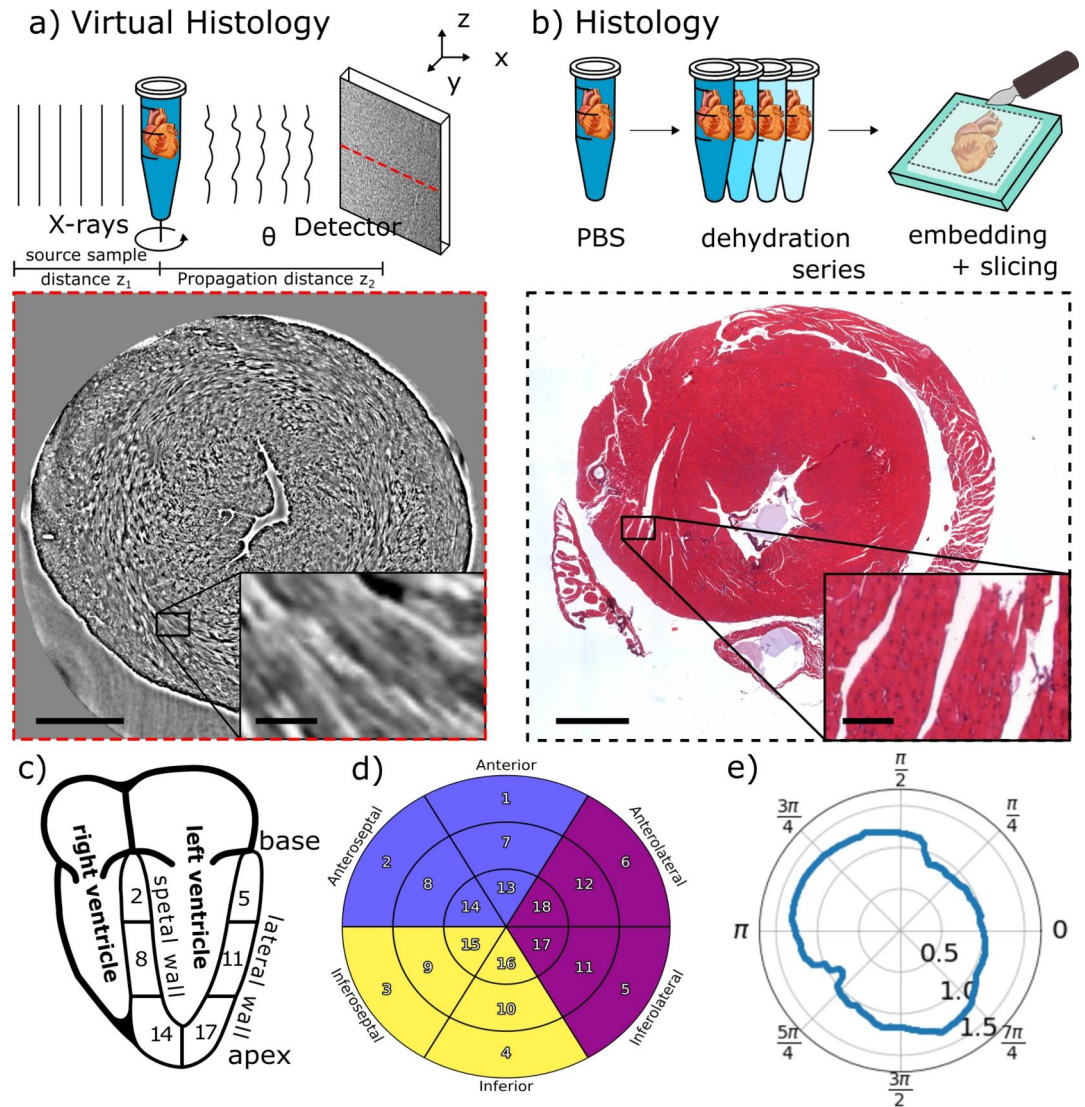 a) Virtual Histology
z
x
y
X-rays
θ
Detector
source sample
distance z₁
Propagation distance z₂
b) Histology
PBS
dehydration
series
embedding
+ slicing
c)
right ventricle
left ventricle
base
2
spetal wall
5
8
11
lateral wall
14
17
apex
d)
Anterior
Anteroseptal
Anterolateral
1
2
7
6
8
12
13
14
18
15
17
16
9
11
3
10
5
4
Inferoseptal
Inferolateral
Inferior
e)
π/2
3π/4
π/4
π
0
0.5
1.0
1.5
5π/4
7π/4
3π/2